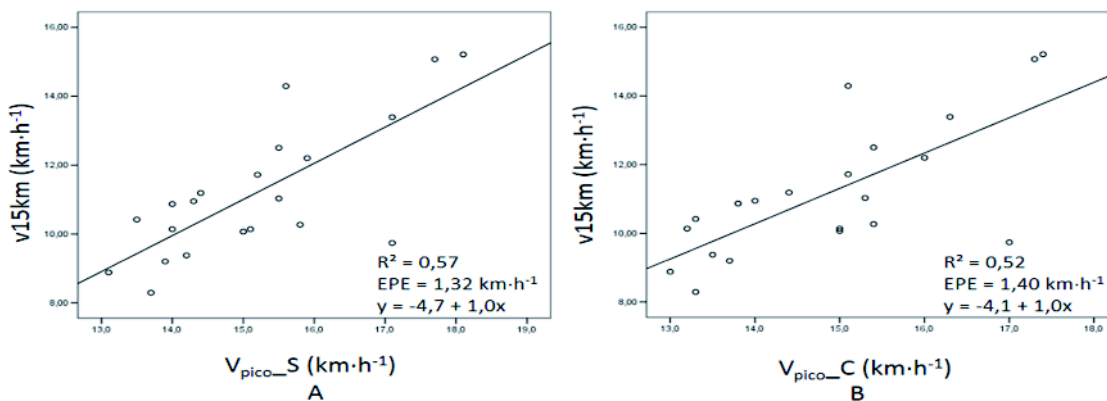 16,00
14,00
12,00
10,00
8,00
v15km (km·h⁻¹)
R² = 0,57
EPE = 1,32 km·h⁻¹
y = -4,7 + 1,0x
13,0 14,0 15,0 16,0 17,0 18,0 19,0
Vpico_S (km·h⁻¹)
A
16,00
14,00
12,00
10,00
8,00
v15km (km·h⁻¹)
R² = 0,52
EPE = 1,40 km·h⁻¹
y = -4,1 + 1,0x
13,0 14,0 15,0 16,0 17,0 18,0
Vpico_C (km·h⁻¹)
B